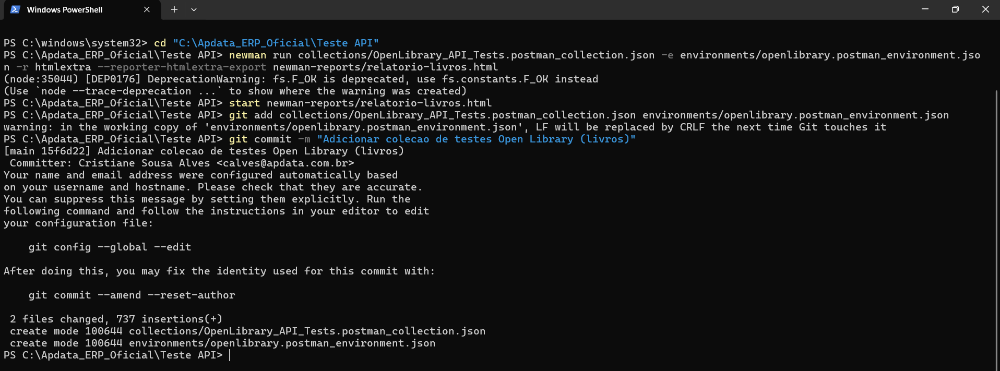 Windows PowerShell
PS C:\windows\system32> cd "C:\Apdata_ERP_Oficial\Teste API"
PS C:\Apdata_ERP_Oficial\Teste API> newman run collections/OpenLibrary_API_Tests.postman_collection.json -e environments/openlibrary.postman_environment.jso
n -r htmlextra --reporter-htmlextra-export newman-reports/relatorio-livros.html
(node:35044) [DEP0176] DeprecationWarning: fs.F_OK is deprecated, use fs.constants.F_OK instead
(Use `node --trace-deprecation ...` to show where the warning was created)
PS C:\Apdata_ERP_Oficial\Teste API> start newman-reports/relatorio-livros.html
PS C:\Apdata_ERP_Oficial\Teste API> git add collections/OpenLibrary_API_Tests.postman_collection.json environments/openlibrary.postman_environment.json
warning: in the working copy of 'environments/openlibrary.postman_environment.json', LF will be replaced by CRLF the next time Git touches it
PS C:\Apdata_ERP_Oficial\Teste API> git commit -m "Adicionar colecao de testes Open Library (livros)"
[main 15f6d22] Adicionar colecao de testes Open Library (livros)
 Committer: Cristiane Sousa Alves <calves@apdata.com.br>
Your name and email address were configured automatically based
on your username and hostname. Please check that they are accurate.
You can suppress this message by setting them explicitly. Run the
following command and follow the instructions in your editor to edit
your configuration file:
    git config --global --edit
After doing this, you may fix the identity used for this commit with:
    git commit --amend --reset-author
 2 files changed, 737 insertions(+)
 create mode 100644 collections/OpenLibrary_API_Tests.postman_collection.json
 create mode 100644 environments/openlibrary.postman_environment.json
PS C:\Apdata_ERP_Oficial\Teste API>